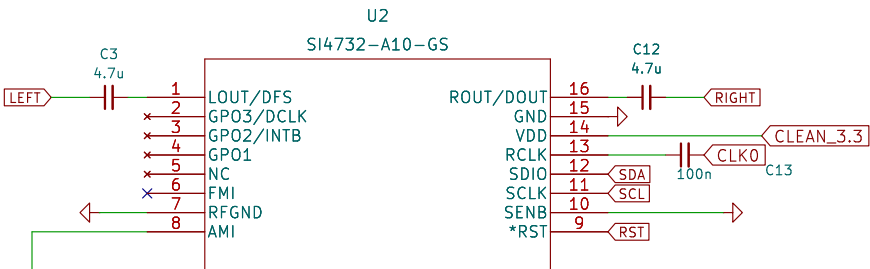 U2
SI4732-A10-GS
C3
4.7u
C12
4.7u
LEFT
1 LOUT/DFS
2 GPO3/DCLK
3 GPO2/INTB
4 GPO1
5 NC
6 FMI
7 RFGND
8 AMI
ROUT/DOUT 16
RIGHT
GND 15
VDD 14
CLEAN_3.3
RCLK 13
CLK0
100n
C13
SDIO 12 SDA
SCLK 11 SCL
SENB 10
*RST 9 RST